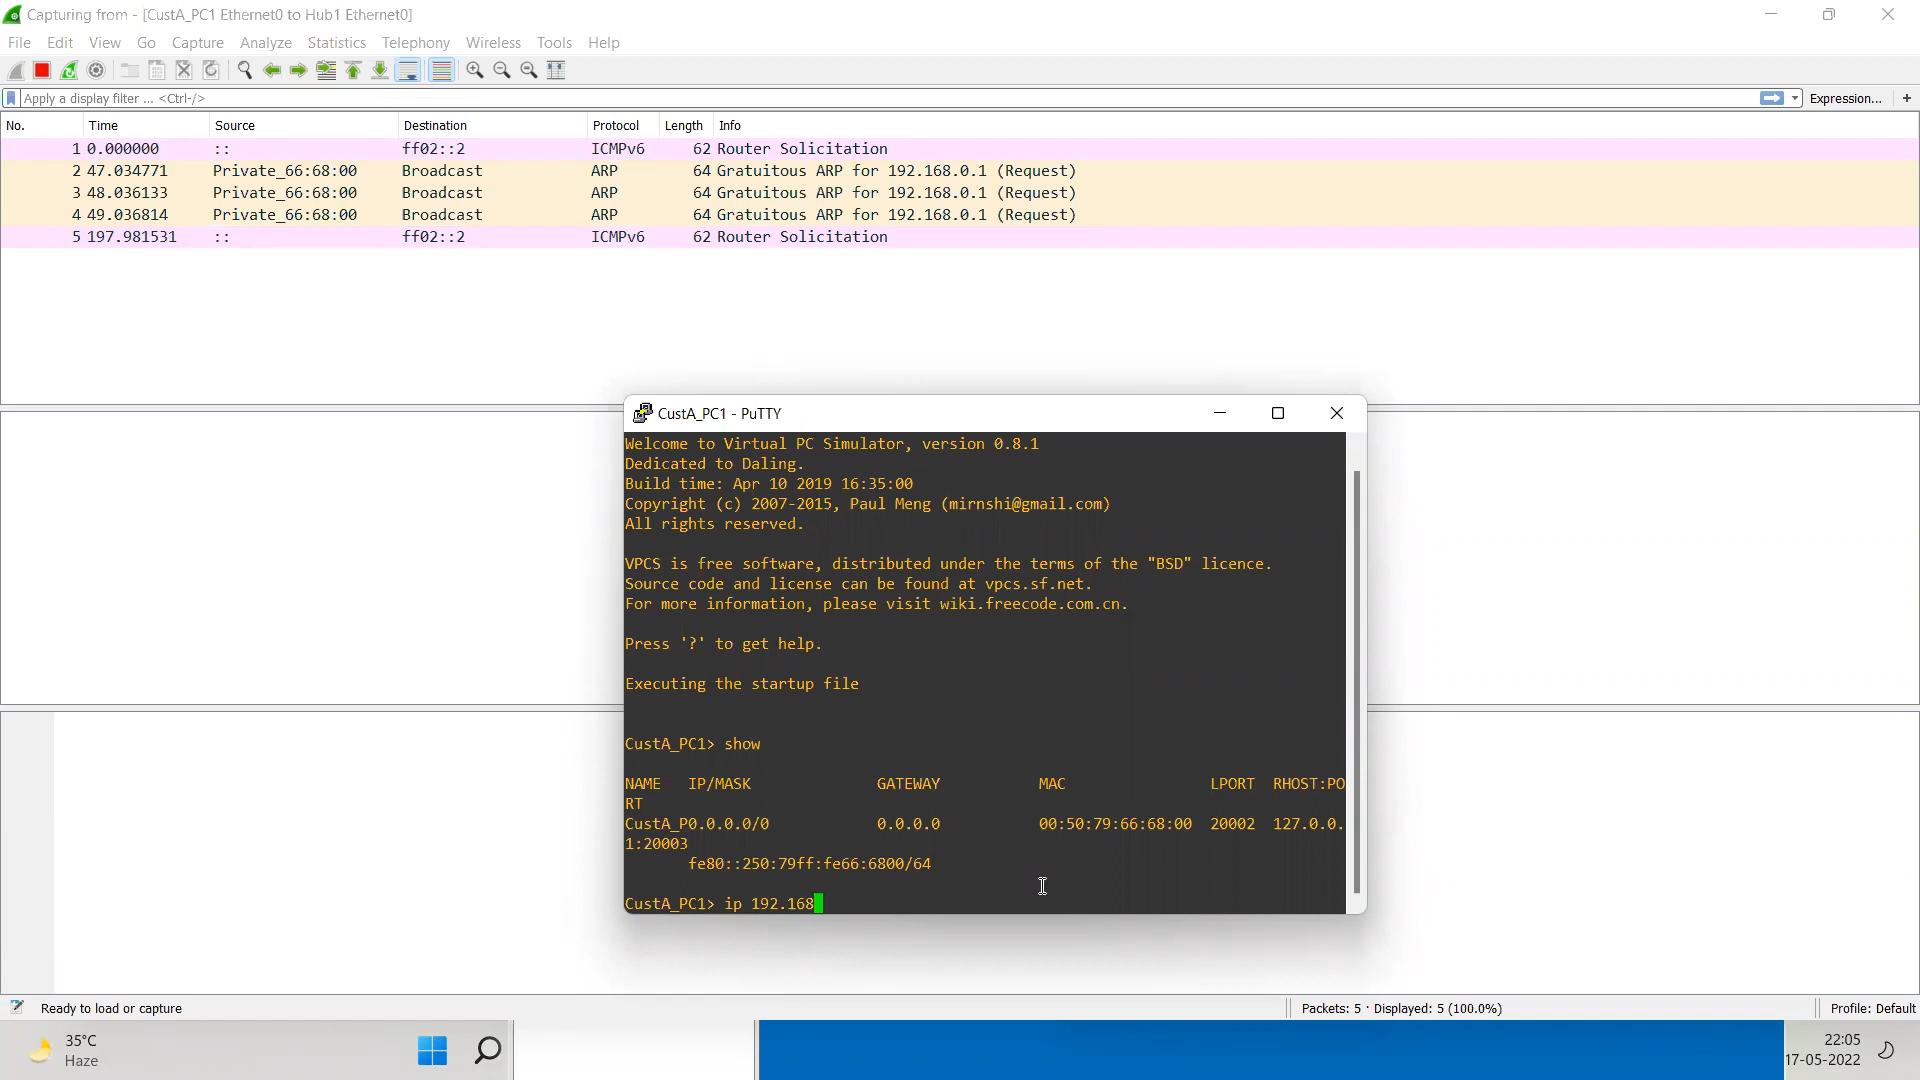 Capturing from - [CustA_PC1 Ethernet0 to Hub1 Ethernet0]
File Edit View Go Capture Analyze Statistics Telephony Wireless Tools Help
Apply a display filter ... <Ctrl-/> Expression... +
No. Time Source Destination Protocol Length Info
1 0.000000 :: ff02::2 ICMPv6 62 Router Solicitation
2 47.034771 Private_66:68:00 Broadcast ARP 64 Gratuitous ARP for 192.168.0.1 (Request)
3 48.036133 Private_66:68:00 Broadcast ARP 64 Gratuitous ARP for 192.168.0.1 (Request)
4 49.036814 Private_66:68:00 Broadcast ARP 64 Gratuitous ARP for 192.168.0.1 (Request)
5 197.981531 :: ff02::2 ICMPv6 62 Router Solicitation
CustA_PC1 - PuTTY
Welcome to Virtual PC Simulator, version 0.8.1
Dedicated to Daling.
Build time: Apr 10 2019 16:35:00
Copyright (c) 2007-2015, Paul Meng (mirnshi@gmail.com)
All rights reserved.
VPCS is free software, distributed under the terms of the "BSD" licence.
Source code and license can be found at vpcs.sf.net.
For more information, please visit wiki.freecode.com.cn.
Press '?' to get help.
Executing the startup file
CustA_PC1> show
NAME IP/MASK GATEWAY MAC LPORT RHOST:PO
RT
CustA_P0.0.0.0/0 0.0.0.0 00:50:79:66:68:00 20002 127.0.0.
1:20003
fe80::250:79ff:fe66:6800/64
CustA_PC1> ip 192.168
Ready to load or capture Packets: 5 · Displayed: 5 (100.0%) Profile: Default
35°C
Haze
22:05
17-05-2022